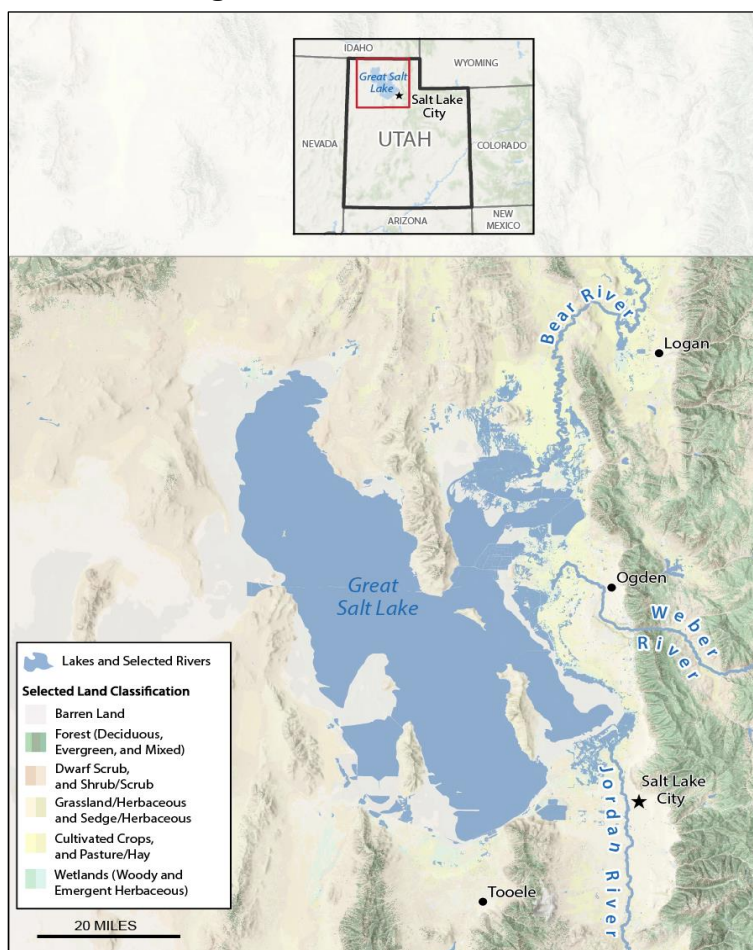 IDAHO
WYOMING
Great Salt
Lake
Salt Lake
City
NEVADA
UTAH
COLORADO
ARIZONA
NEW
MEXICO
Bear River
Logan
Great
Salt Lake
Ogden
Weber
River
Jordan River
Salt Lake
City
Tooele
Lakes and Selected Rivers
Selected Land Classification
Barren Land
Forest (Deciduous,
Evergreen, and Mixed)
Dwarf Scrub,
and Shrub/Scrub
Grassland/Herbaceous
and Sedge/Herbaceous
Cultivated Crops,
and Pasture/Hay
Wetlands (Woody and
Emergent Herbaceous)
20 MILES